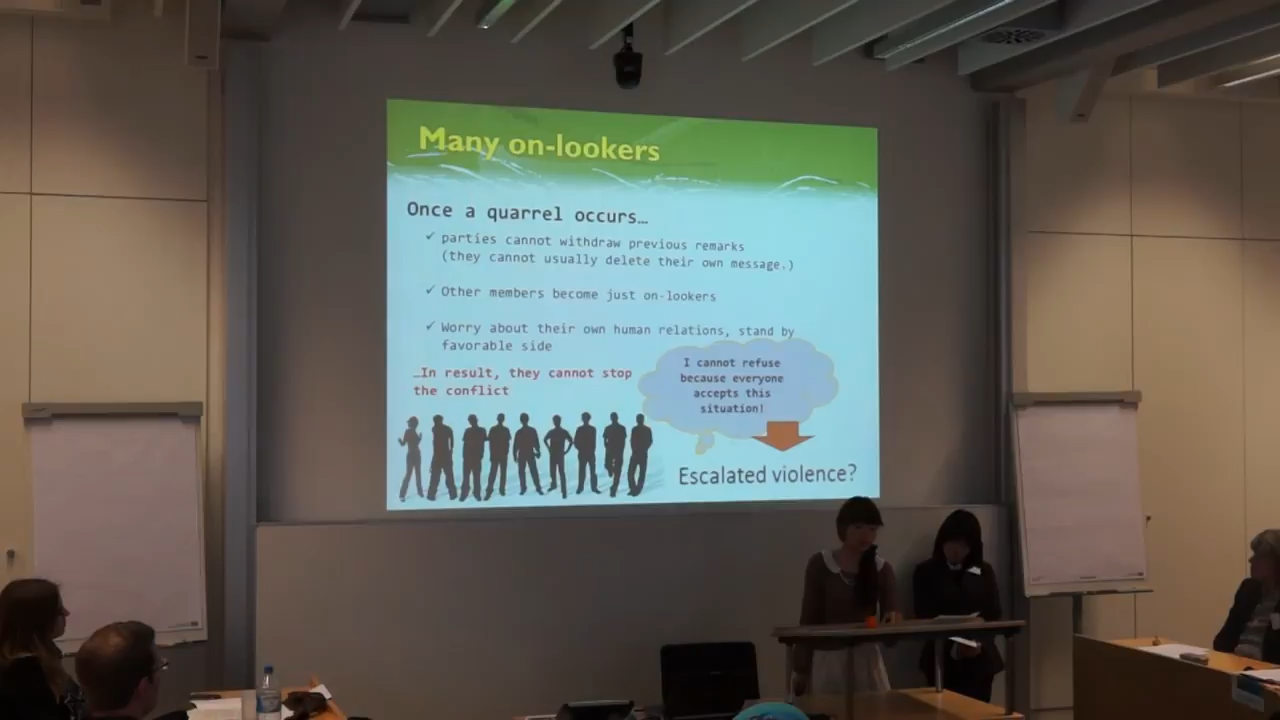 Many on-lookers
Once a quarrel occurs…
✓ parties cannot withdraw previous remarks
(they cannot usually delete their own message.)
✓ Other members become just on-lookers
✓ Worry about their own human relations, stand by
favorable side
…In result, they cannot stop
the conflict
I cannot refuse
because everyone
accepts this
situation!
Escalated violence?